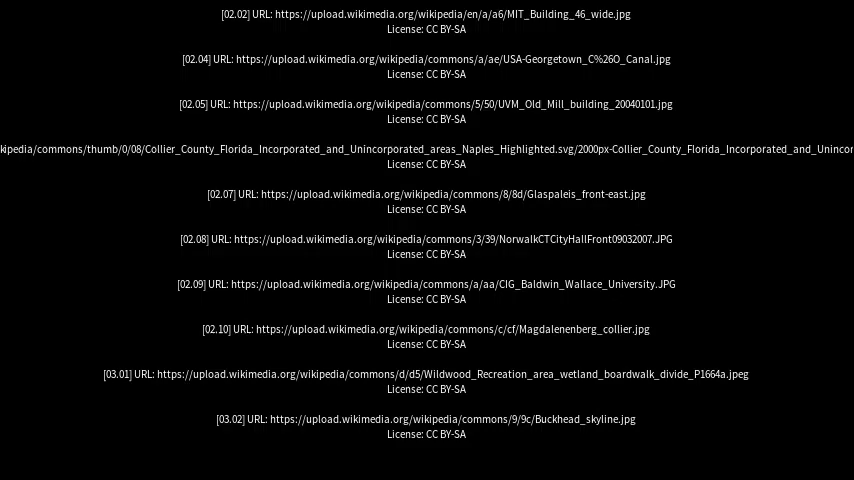 [02.02] URL: https://upload.wikimedia.org/wikipedia/en/a/a6/MIT_Building_46_wide.jpg
License: CC BY-SA
[02.04] URL: https://upload.wikimedia.org/wikipedia/commons/a/ae/USA-Georgetown_C%26O_Canal.jpg
License: CC BY-SA
[02.05] URL: https://upload.wikimedia.org/wikipedia/commons/5/50/UVM_Old_Mill_building_20040101.jpg
License: CC BY-SA
kipedia/commons/thumb/0/08/Collier_County_Florida_Incorporated_and_Unincorporated_areas_Naples_Highlighted.svg/2000px-Collier_County_Florida_Incorporated_and_Unincor
License: CC BY-SA
[02.07] URL: https://upload.wikimedia.org/wikipedia/commons/8/8d/Glaspaleis_front-east.jpg
License: CC BY-SA
[02.08] URL: https://upload.wikimedia.org/wikipedia/commons/3/39/NorwalkCTCityHallFront09032007.JPG
License: CC BY-SA
[02.09] URL: https://upload.wikimedia.org/wikipedia/commons/a/aa/CIG_Baldwin_Wallace_University.JPG
License: CC BY-SA
[02.10] URL: https://upload.wikimedia.org/wikipedia/commons/c/cf/Magdalenenberg_collier.jpg
License: CC BY-SA
[03.01] URL: https://upload.wikimedia.org/wikipedia/commons/d/d5/Wildwood_Recreation_area_wetland_boardwalk_divide_P1664a.jpeg
License: CC BY-SA
[03.02] URL: https://upload.wikimedia.org/wikipedia/commons/9/9c/Buckhead_skyline.jpg
License: CC BY-SA